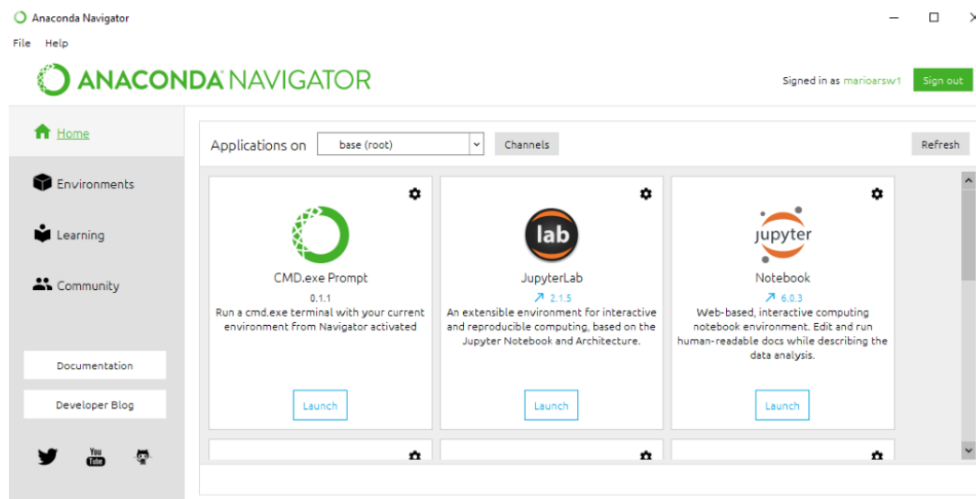 Anaconda Navigator
File Help
ANACONDA NAVIGATOR
Signed in as marioarsw1 Sign out
Home
Environments
Learning
Community
Documentation
Developer Blog
You
Tube
Applications on base (root) Channels Refresh
CMD.exe Prompt
0.1.1
Run a cmd.exe terminal with your current
environment from Navigator activated
Launch
lab
JupyterLab
2.1.5
An extensible environment for interactive
and reproducible computing, based on the
Jupyter Notebook and Architecture.
Launch
jupyter
Notebook
6.0.3
Web-based, interactive computing
notebook environment. Edit and run
human-readable docs while describing the
data analysis.
Launch